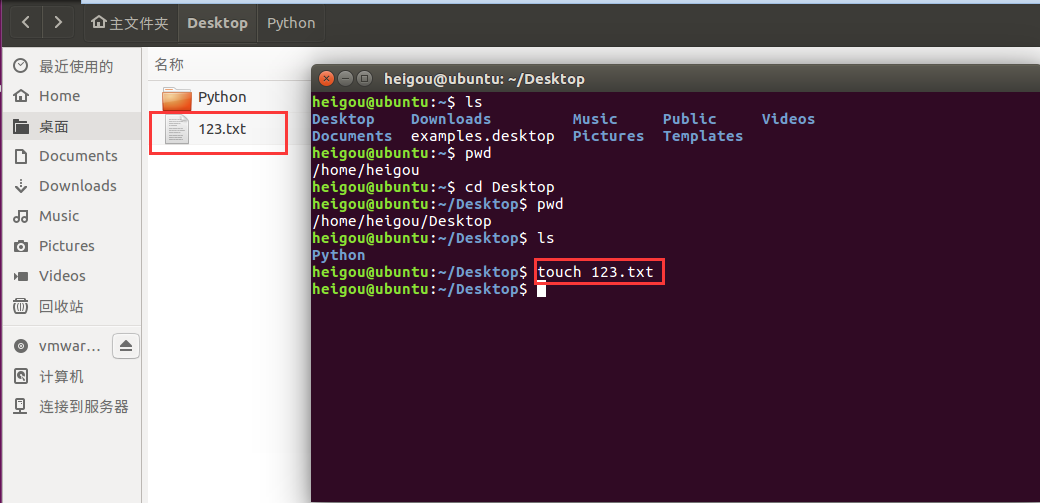 主文件夹 Desktop Python
最近使用的
Home
桌面
Documents
Downloads
Music
Pictures
Videos
回收站
vmwar...
计算机
连接到服务器
名称
Python
123.txt
heigou@ubuntu: ~/Desktop
heigou@ubuntu:~$ ls
Desktop Downloads Music Public Videos
Documents examples.desktop Pictures Templates
heigou@ubuntu:~$ pwd
/home/heigou
heigou@ubuntu:~$ cd Desktop
heigou@ubuntu:~/Desktop$ pwd
/home/heigou/Desktop
heigou@ubuntu:~/Desktop$ ls
Python
heigou@ubuntu:~/Desktop$ touch 123.txt
heigou@ubuntu:~/Desktop$